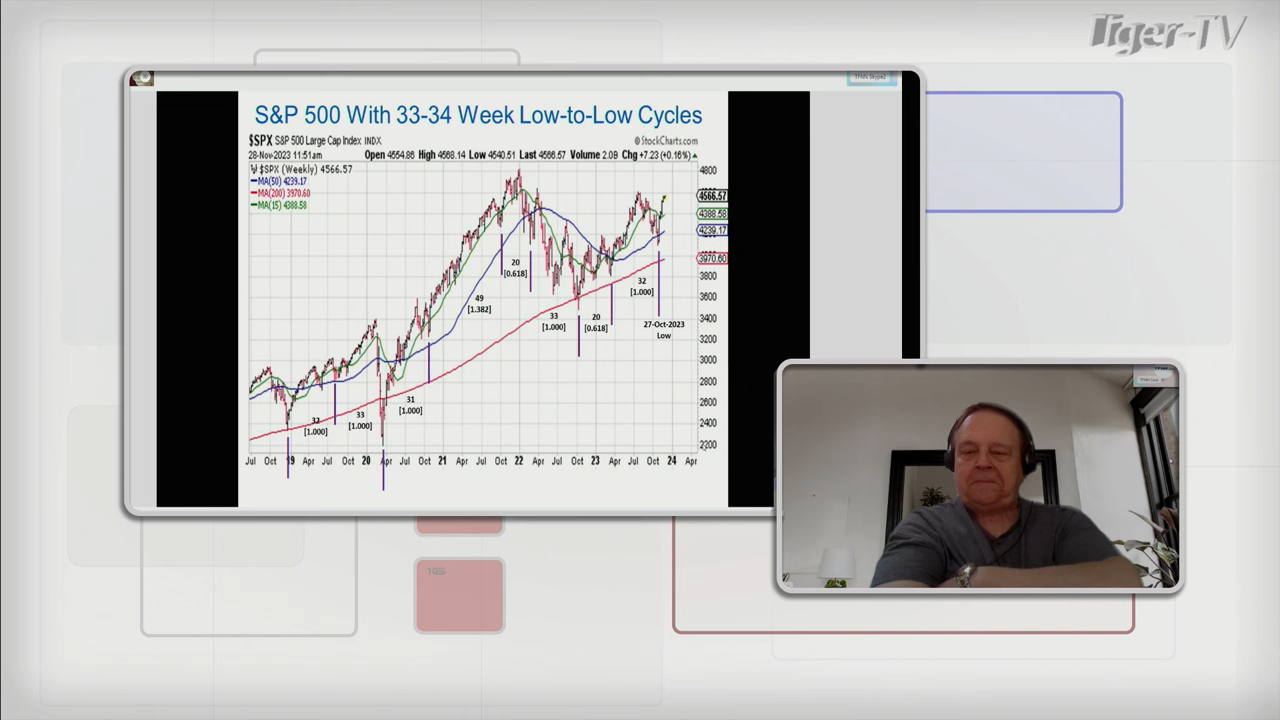 Tiger-TV
TFNN Skype2
S&P 500 With 33-34 Week Low-to-Low Cycles
$SPX S&P 500 Large Cap Index INDX
© StockCharts.com
28-Nov-2023 11:51am
Open 4554.86 High 4568.14 Low 4540.51 Last 4566.57 Volume 2.0B Chg +7.23 (+0.16%)
$SPX (Weekly) 4566.57
MA(50) 4239.17
MA(200) 3970.60
MA(15) 4388.58
4800
4566.57
4388.58
4239.17
3970.60
3800
3600
3400
3200
3000
2800
2600
2400
2200
32
[1.000]
33
[1.000]
31
[1.000]
49
[1.382]
20
[0.618]
33
[1.000]
20
[0.618]
32
[1.000]
27-Oct-2023
Low
Jul Oct 19 Apr Jul Oct 20 Apr Jul Oct 21 Apr Jul Oct 22 Apr Jul Oct 23 Apr Jul Oct 24 Apr